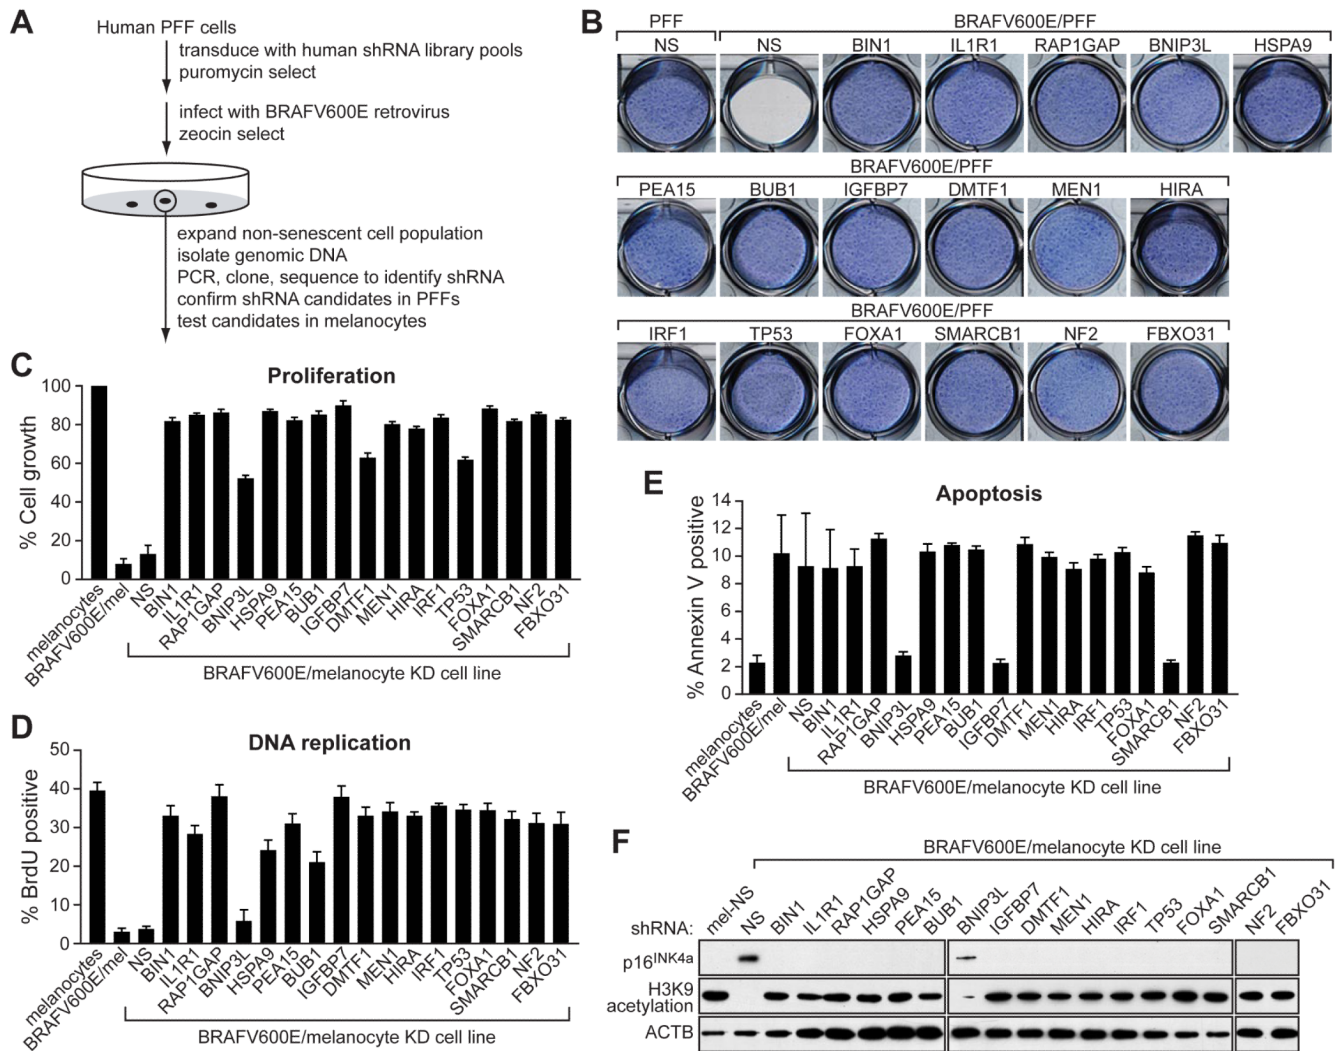 A
Human PFF cells
transduce with human shRNA library pools
puromycin select
infect with BRAFV600E retrovirus
zeocin select
expand non-senescent cell population
isolate genomic DNA
PCR, clone, sequence to identify shRNA
confirm shRNA candidates in PFFs
test candidates in melanocytes
B
PFF BRAFV600E/PFF
NS NS BIN1 IL1R1 RAP1GAP BNIP3L HSPA9
BRAFV600E/PFF
PEA15 BUB1 IGFBP7 DMTF1 MEN1 HIRA
BRAFV600E/PFF
IRF1 TP53 FOXA1 SMARCB1 NF2 FBXO31
C
Proliferation
% Cell growth
100
80
60
40
20
0
melanocytes
BRAFV600E/mel
NS
BIN1
IL1R1
RAP1GAP
BNIP3L
HSPA9
PEA15
BUB1
IGFBP7
DMTF1
MEN1
HIRA
IRF1
TP53
FOXA1
SMARCB1
NF2
FBXO31
BRAFV600E/melanocyte KD cell line
D
DNA replication
% BrdU positive
50
40
30
20
10
0
melanocytes
BRAFV600E/mel
NS
BIN1
IL1R1
RAP1GAP
BNIP3L
HSPA9
PEA15
BUB1
IGFBP7
DMTF1
MEN1
HIRA
IRF1
TP53
FOXA1
SMARCB1
NF2
FBXO31
BRAFV600E/melanocyte KD cell line
E
Apoptosis
% Annexin V positive
14
12
10
8
6
4
2
0
melanocytes
BRAFV600E/mel
NS
BIN1
IL1R1
RAP1GAP
BNIP3L
HSPA9
PEA15
BUB1
IGFBP7
DMTF1
MEN1
HIRA
IRF1
TP53
FOXA1
SMARCB1
NF2
FBXO31
BRAFV600E/melanocyte KD cell line
F
BRAFV600E/melanocyte KD cell line
shRNA: mel-NS NS BIN1 IL1R1 RAP1GAP HSPA9 PEA15 BUB1 BNIP3L IGFBP7 DMTF1 MEN1 HIRA IRF1 TP53 FOXA1 SMARCB1 NF2 FBXO31
p16INK4a
H3K9
acetylation
ACTB